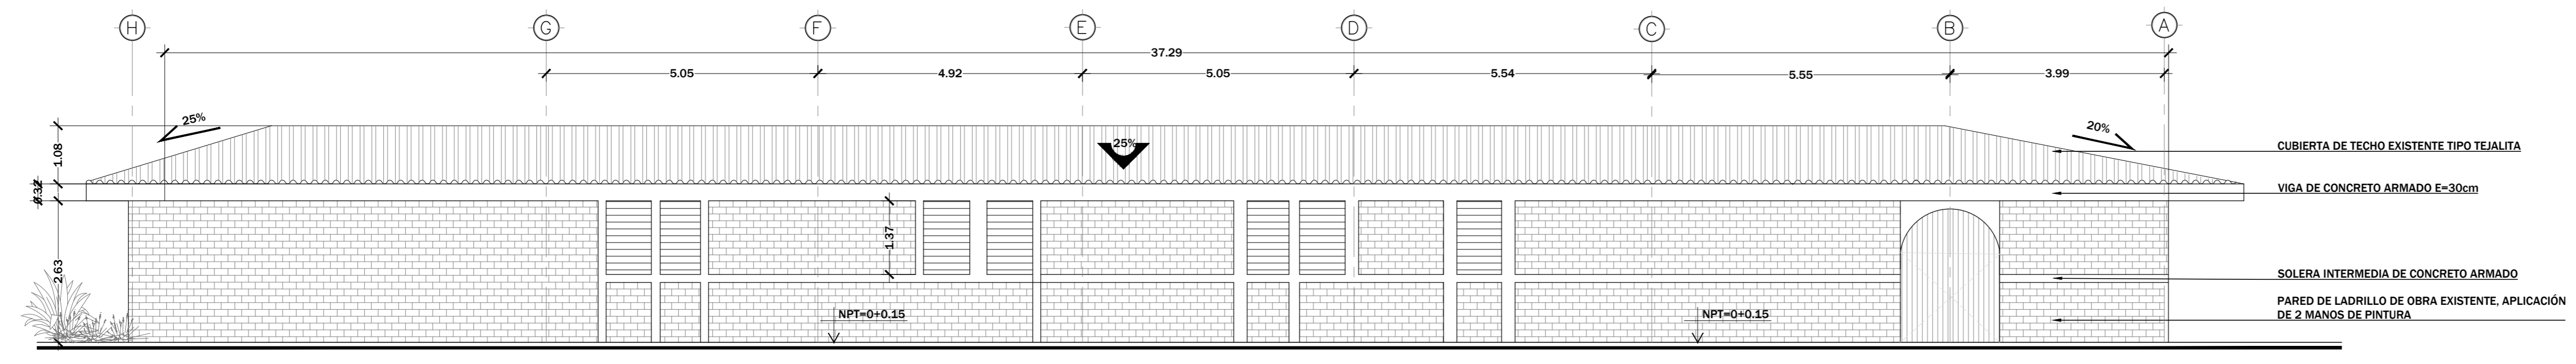 H
G
F
E
D
C
B
A
37.29
5.05
4.92
5.05
5.54
5.55
3.99
25%
25%
20%
1.08
0.32
2.63
1.37
NPT=0+0.15
NPT=0+0.15
CUBIERTA DE TECHO EXISTENTE TIPO TEJALITA
VIGA DE CONCRETO ARMADO E=30cm
SOLERA INTERMEDIA DE CONCRETO ARMADO
PARED DE LADRILLO DE OBRA EXISTENTE, APLICACIÓN
DE 2 MANOS DE PINTURA